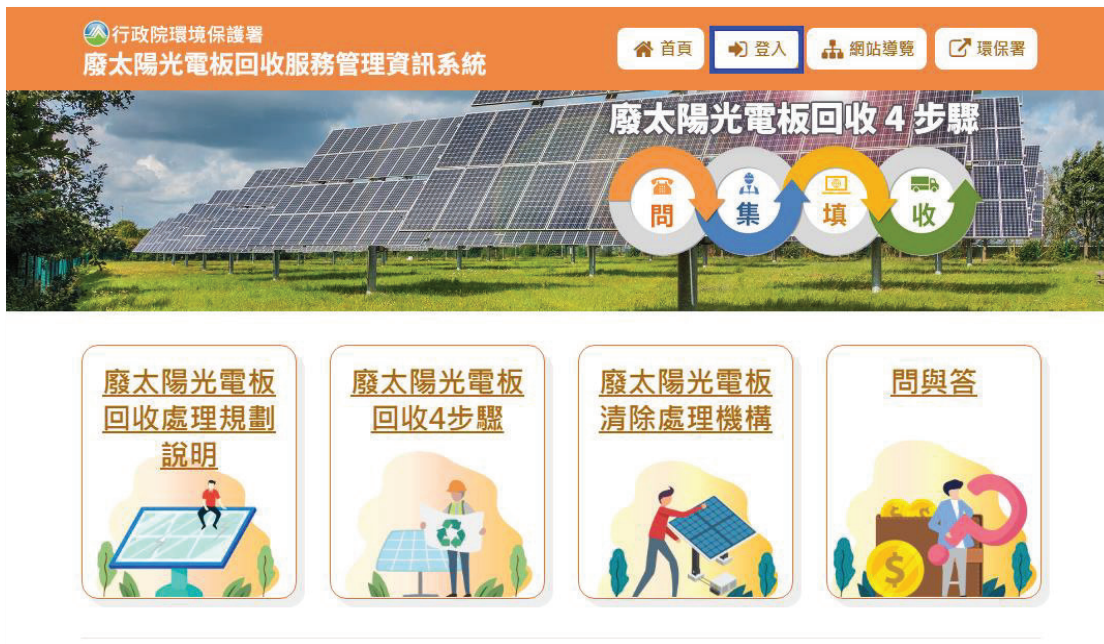 行政院環境保護署
廢太陽光電板回收服務管理資訊系統
首頁
登入
網站導覽
環保署
廢太陽光電板回收 4 步驟
問
集
填
收
廢太陽光電板
回收處理規劃
說明
廢太陽光電板
回收4步驟
廢太陽光電板
清除處理機構
問與答